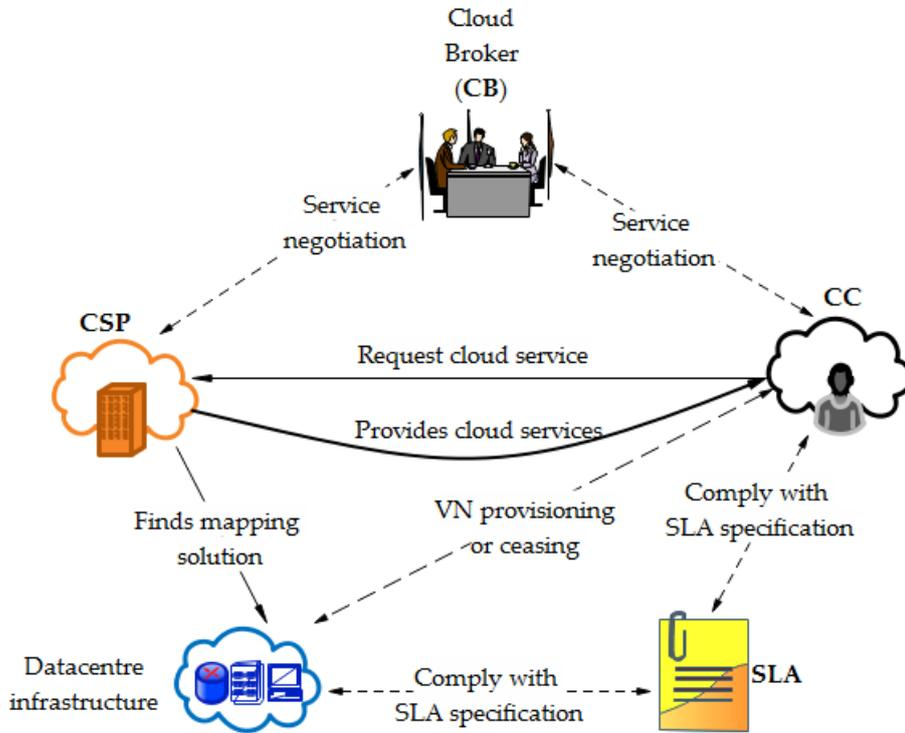 Cloud
Broker
(CB)
Service
negotiation
Service
negotiation
CSP
CC
Request cloud service
Provides cloud services
Finds mapping
solution
VN provisioning
or ceasing
Comply with
SLA specification
Datacentre
infrastructure
Comply with
SLA specification
SLA